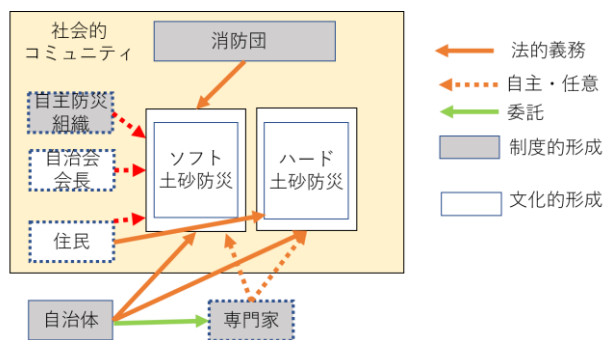 社会的
コミュニティ
消防団
自主防災
組織
自治会
会長
住民
ソフト
土砂防災
ハード
土砂防災
自治体
専門家
法的義務
自主・任意
委託
制度的形成
文化的形成